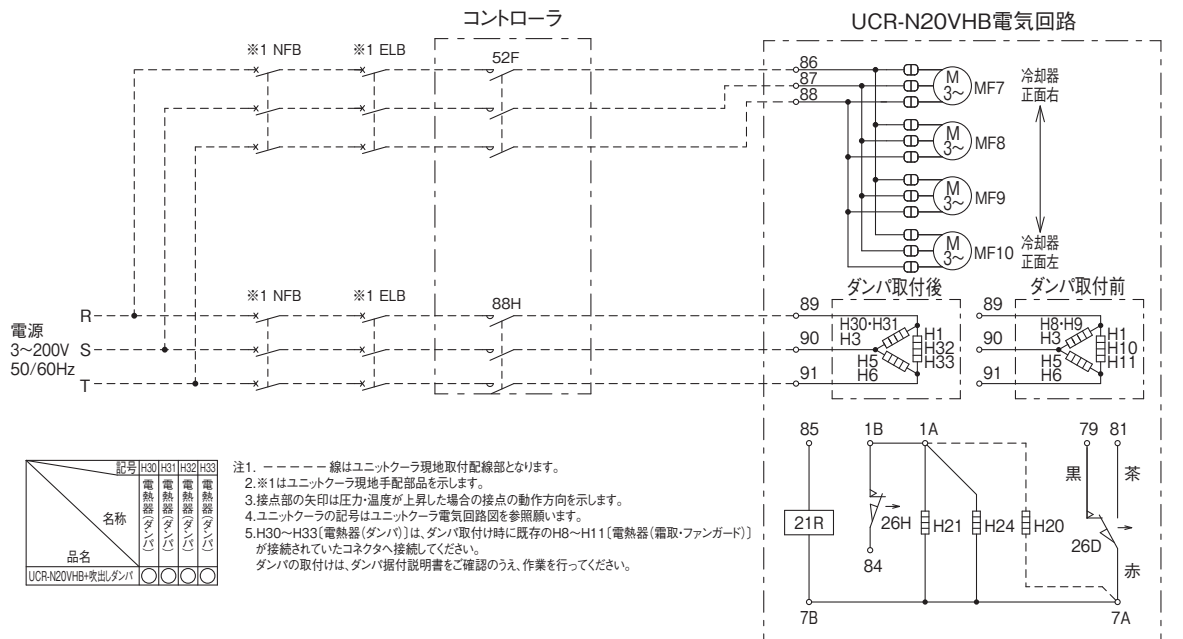 コントローラ
UCR-N20VHB電気回路
※1 NFB
※1 ELB
52F
86
87
88
M
3~
MF7
M
3~
MF8
M
3~
MF9
M
3~
MF10
冷却器
正面右
冷却器
正面左
電源
3~200V
50/60Hz
R
S
T
※1 NFB
※1 ELB
88H
ダンパ取付後
89
90
91
H30・H31
H3
H5
H6
H1
H32
H33
ダンパ取付前
89
90
91
H8・H9
H3
H5
H6
H1
H10
H11
85
1B
1A
79
81
黒
茶
21R
26H
84
H21
H24
H20
26D
赤
7B
7A
記号 H30 H31 H32 H33
名称
電熱器(ダンパ)
電熱器(ダンパ)
電熱器(ダンパ)
電熱器(ダンパ)
品名
UCR-N20VHB+吹出しダンパ ○ ○ ○ ○
注1. ----- 線はユニットクーラ現地取付配線部となります。
2.※1はユニットクーラ現地手配部品を示します。
3.接点部の矢印は圧力・温度が上昇した場合の接点の動作方向を示します。
4.ユニットクーラの記号はユニットクーラ電気回路図を参照願います。
5.H30~H33〔電熱器(ダンパ)〕は、ダンパ取付け時に既存のH8~H11〔電熱器(霜取・ファンガード)〕
が接続されていたコネクタへ接続してください。
ダンパの取付けは、ダンパ据付説明書をご確認のうえ、作業を行ってください。